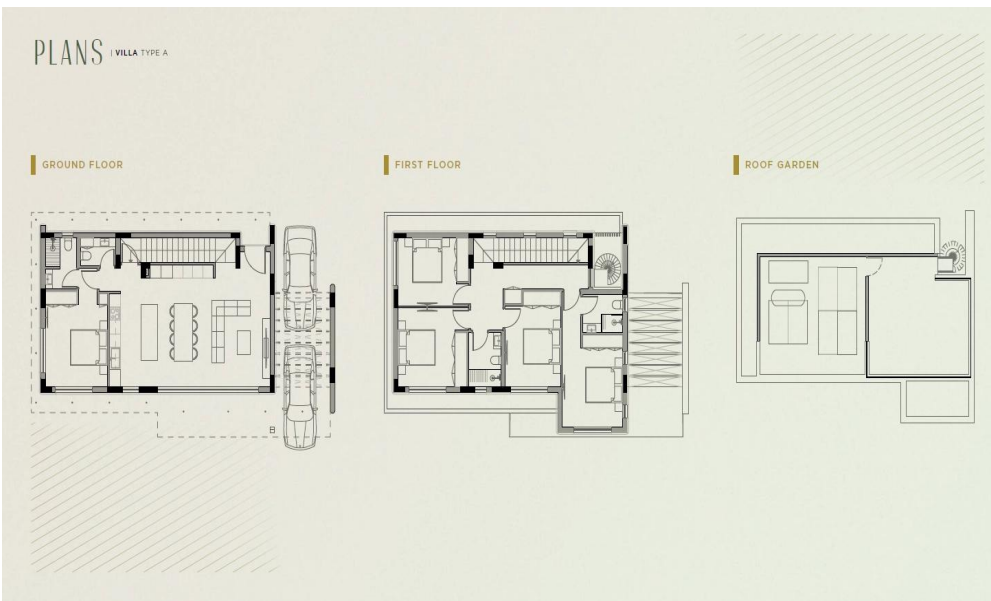 PLANS | VILLA TYPE A
GROUND FLOOR
FIRST FLOOR
ROOF GARDEN